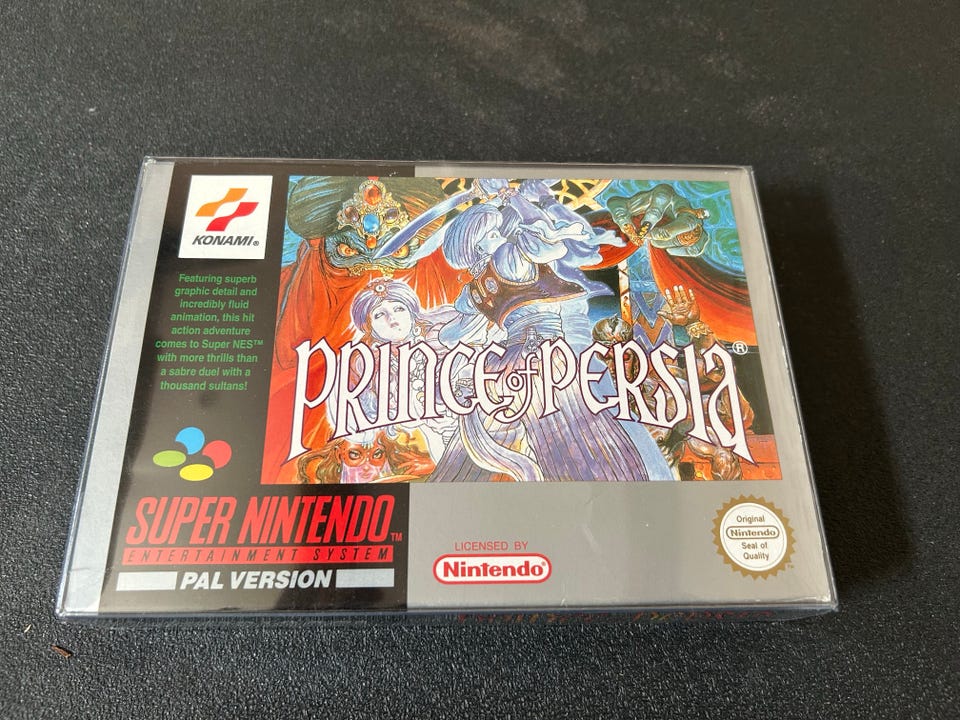 KONAMI®
Featuring superb
graphic detail and
incredibly fluid
animation, this hit
action adventure
comes to Super NES™
with more thrills than
a sabre duel with a
thousand sultans!
PRINCE of PERSIA®
SUPER NINTENDO™
ENTERTAINMENT SYSTEM
PAL VERSION
LICENSED BY
Nintendo®
Original
Nintendo
Seal of
Quality